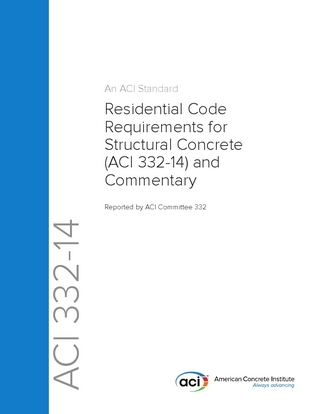 An ACI Standard
Residential Code
Requirements for
Structural Concrete
(ACI 332-14) and
Commentary
Reported by ACI Committee 332
ACI 332-14
aci
American Concrete Institute
Always advancing